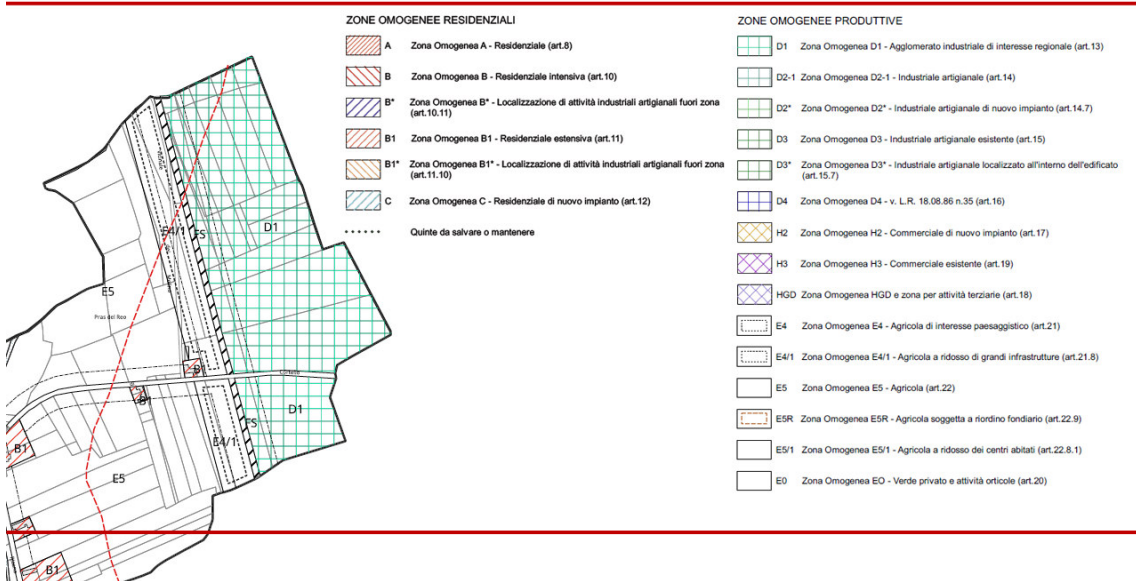 ZONE OMOGENEE RESIDENZIALI
A Zona Omogenea A - Residenziale (art.8)
B Zona Omogenea B - Residenziale intensiva (art.10)
B* Zona Omogenea B* - Localizzazione di attività industriali artigianali fuori zona
(art.10.11)
B1 Zona Omogenea B1 - Residenziale estensiva (art.11)
B1* Zona Omogenea B1* - Localizzazione di attività industriali artigianali fuori zona
(art.11.10)
C Zona Omogenea C - Residenziale di nuovo impianto (art.12)
Quinte da salvare o mantenere
ZONE OMOGENEE PRODUTTIVE
D1 Zona Omogenea D1 - Agglomerato industriale di interesse regionale (art.13)
D2-1 Zona Omogenea D2-1 - Industriale artigianale (art.14)
D2* Zona Omogenea D2* - Industriale artigianale di nuovo impianto (art.14.7)
D3 Zona Omogenea D3 - Industriale artigianale esistente (art.15)
D3* Zona Omogenea D3* - Industriale artigianale localizzato all'interno dell'edificato
(art.15.7)
D4 Zona Omogenea D4 - v. L.R. 18.08.86 n.35 (art.16)
H2 Zona Omogenea H2 - Commerciale di nuovo impianto (art.17)
H3 Zona Omogenea H3 - Commerciale esistente (art.19)
HGD Zona Omogenea HGD e zona per attività terziarie (art.18)
E4 Zona Omogenea E4 - Agricola di interesse paesaggistico (art.21)
E4/1 Zona Omogenea E4/1 - Agricola a ridosso di grandi infrastrutture (art.21.8)
E5 Zona Omogenea E5 - Agricola (art.22)
E5R Zona Omogenea E5R - Agricola soggetta a riordino fondiario (art.22.9)
E5/1 Zona Omogenea E5/1 - Agricola a ridosso dei centri abitati (art.22.8.1)
E0 Zona Omogenea EO - Verde privato e attività orticole (art.20)
E4/1
FS
D1
E5
Pras del Reo
B1
B1
D1
FS
E4/1
B1
E5
B1